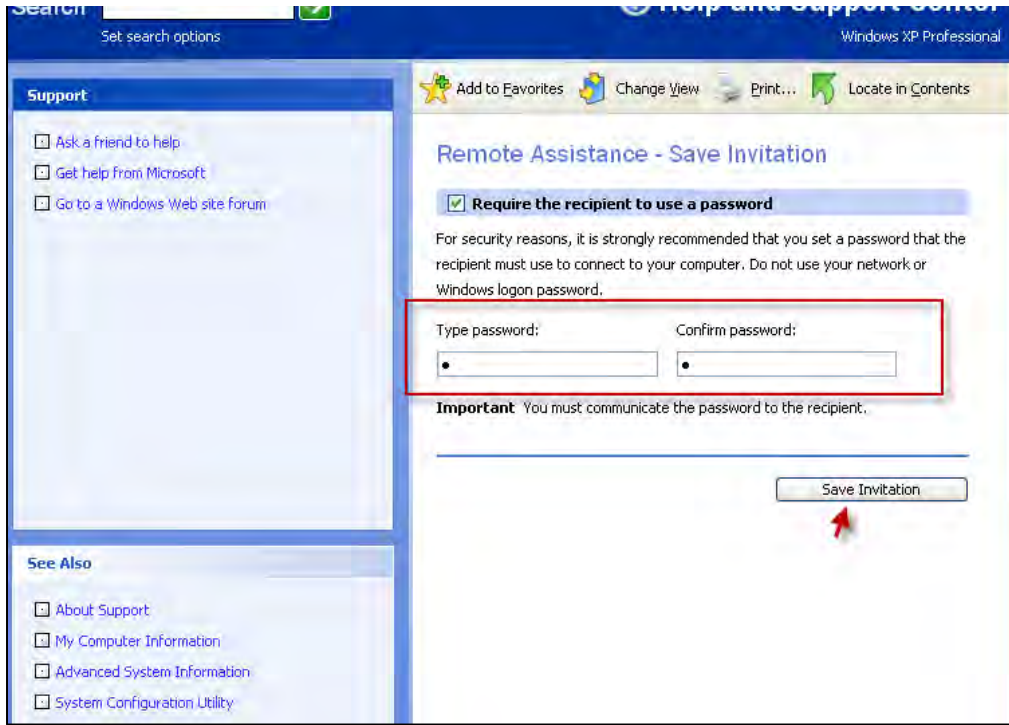 Search
Set search options
Help and Support Center
Windows XP Professional
Support
Ask a friend to help
Get help from Microsoft
Go to a Windows Web site forum
See Also
About Support
My Computer Information
Advanced System Information
System Configuration Utility
Add to Favorites
Change View
Print...
Locate in Contents
Remote Assistance - Save Invitation
Require the recipient to use a password
For security reasons, it is strongly recommended that you set a password that the
recipient must use to connect to your computer. Do not use your network or
Windows logon password.
Type password:
Confirm password:
Important You must communicate the password to the recipient.
Save Invitation